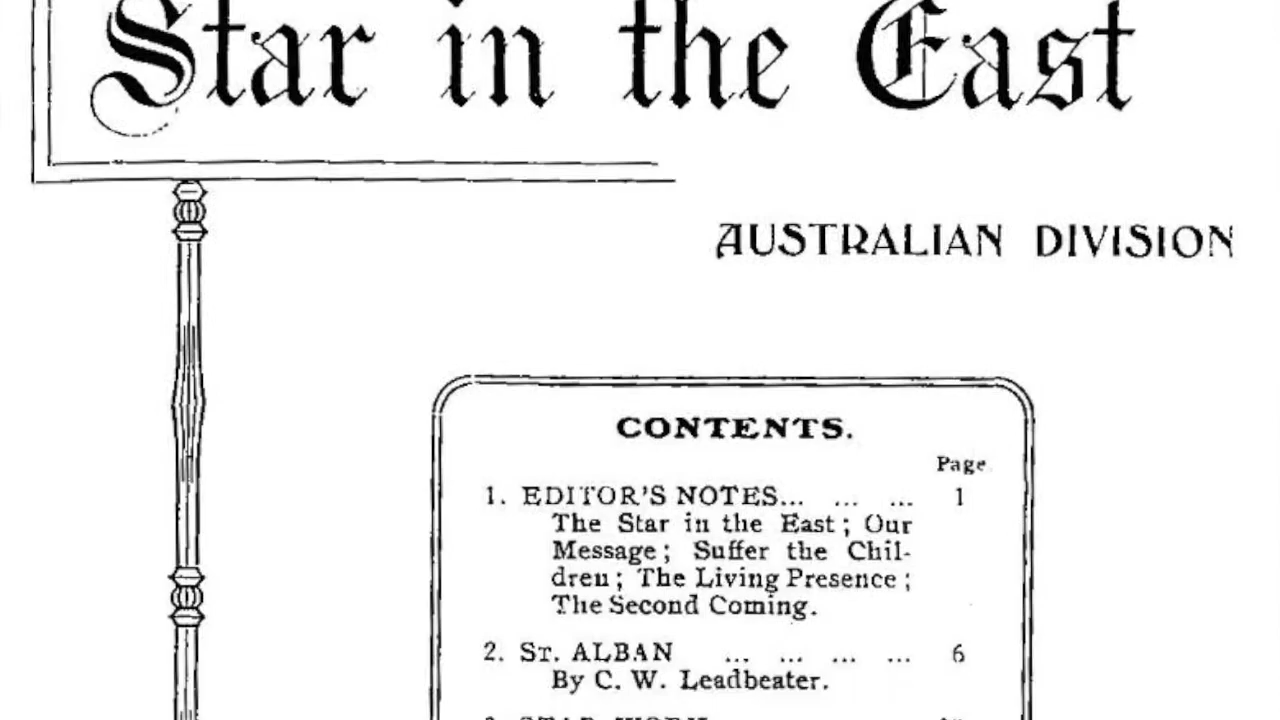 Star in the East
AUSTRALIAN DIVISION
CONTENTS.
Page
1. EDITOR'S NOTES... ... ... 1
The Star in the East; Our
Message; Suffer the Chil-
dren; The Living Presence;
The Second Coming.
2. St. ALBAN ... ... ... ... 6
By C. W. Leadbeater.